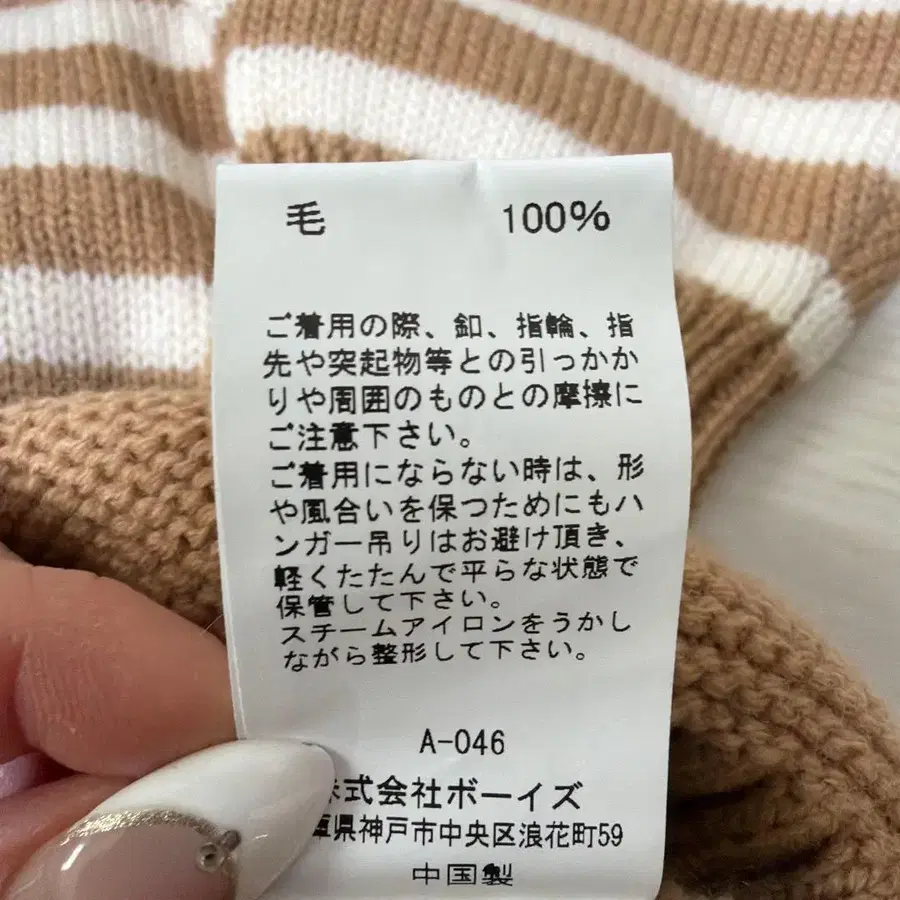 毛 100%
ご着用の際、釦、指輪、指
先や突起物等との引っかか
りや周囲のものとの摩擦に
ご注意下さい。
ご着用にならない時は、形
や風合いを保つためにもハ
ンガー吊りはお避け頂き、
軽くたたんで平らな状態で
保管して下さい。
スチームアイロンをうかし
ながら整形して下さい。
A-046
株式会社ボーイズ
庫県神戸市中央区浪花町59
中国製